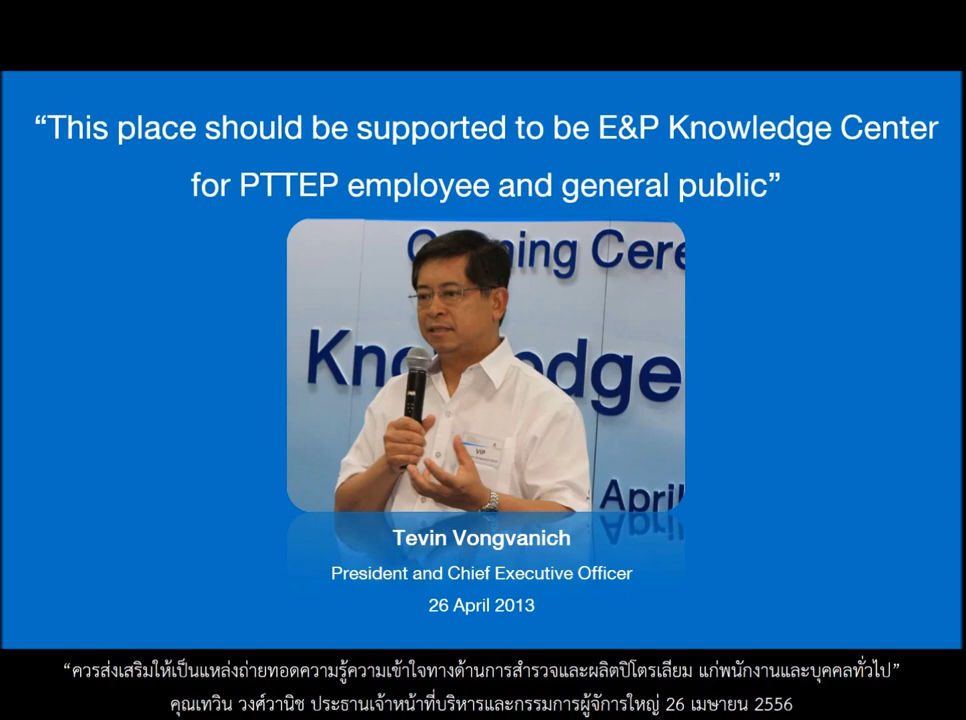 “This place should be supported to be E&P Knowledge Center
for PTTEP employee and general public”
Opening Cere
Knowledge
VIP
April
Tevin Vongvanich
President and Chief Executive Officer
26 April 2013
“ควรส่งเสริมให้เป็นแหล่งถ่ายทอดความรู้ความเข้าใจทางด้านการสำรวจและผลิตปิโตรเลียม แก่พนักงานและบุคคลทั่วไป”
คุณเทวิน วงศ์วานิช ประธานเจ้าหน้าที่บริหารและกรรมการผู้จัดการใหญ่ 26 เมษายน 2556